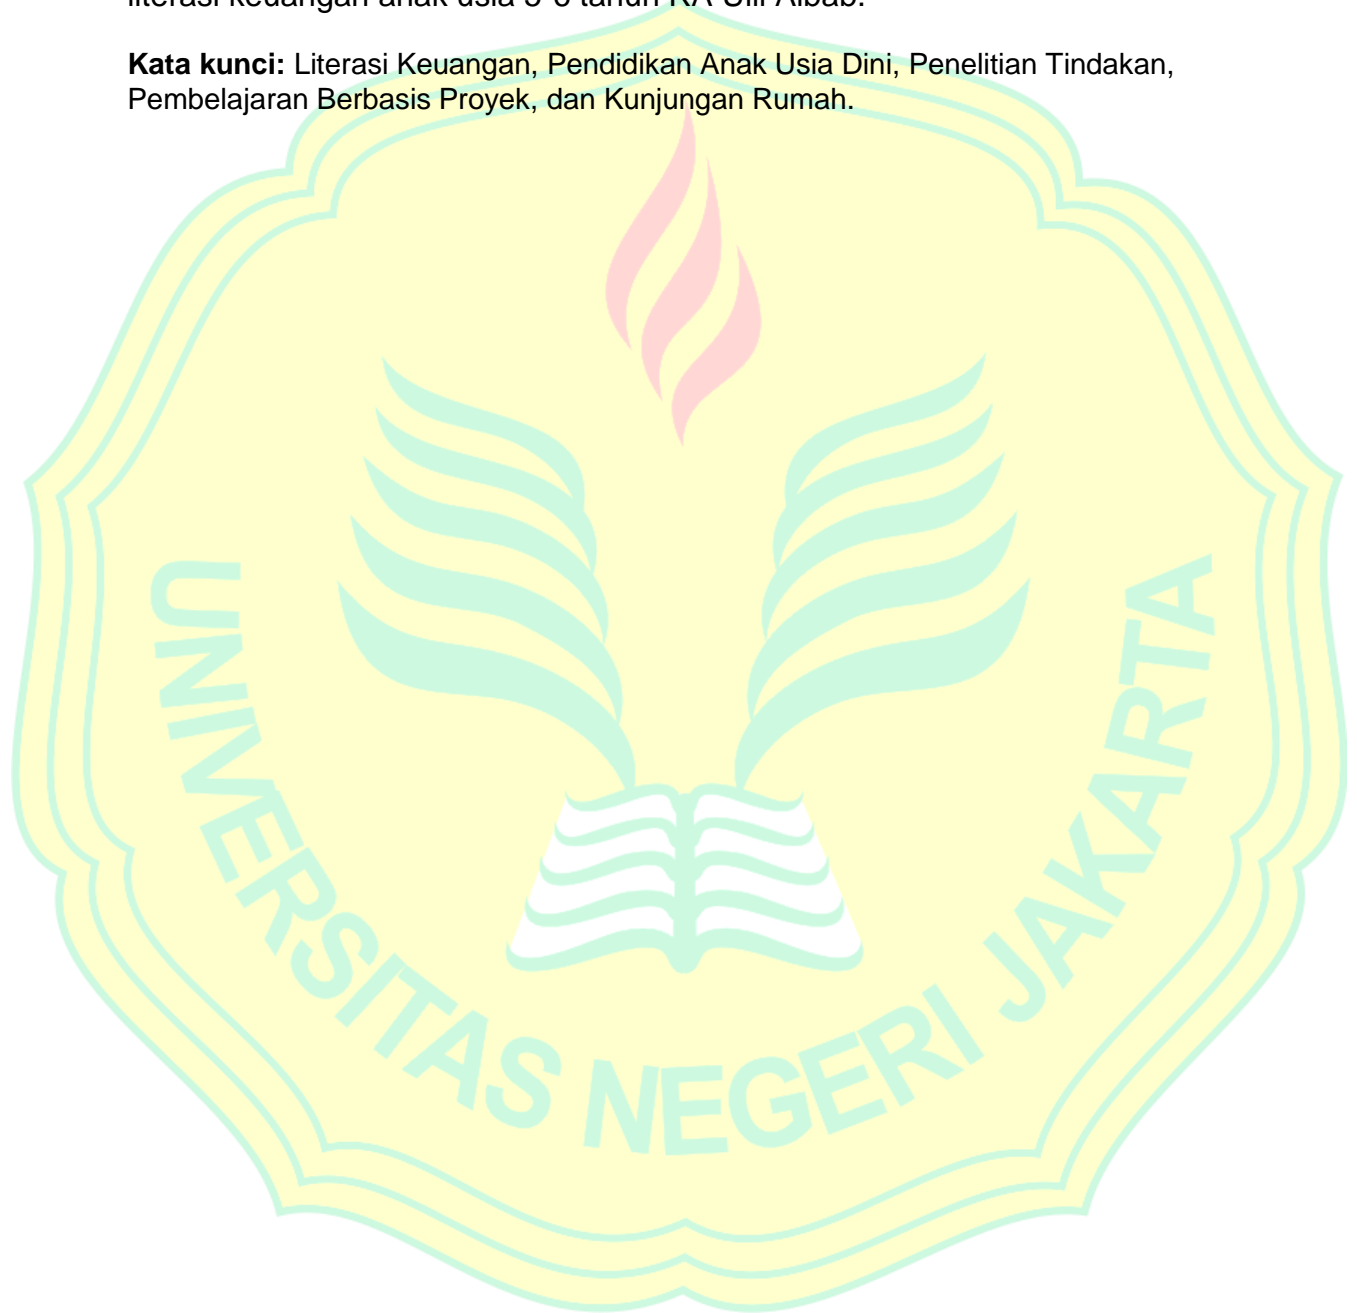 literasi keuangan anak usia 5-6 tahun RA Ulil Albab.
Kata kunci: Literasi Keuangan, Pendidikan Anak Usia Dini, Penelitian Tindakan,
Pembelajaran Berbasis Proyek, dan Kunjungan Rumah.
UNIVERSITAS NEGERI JAKARTA